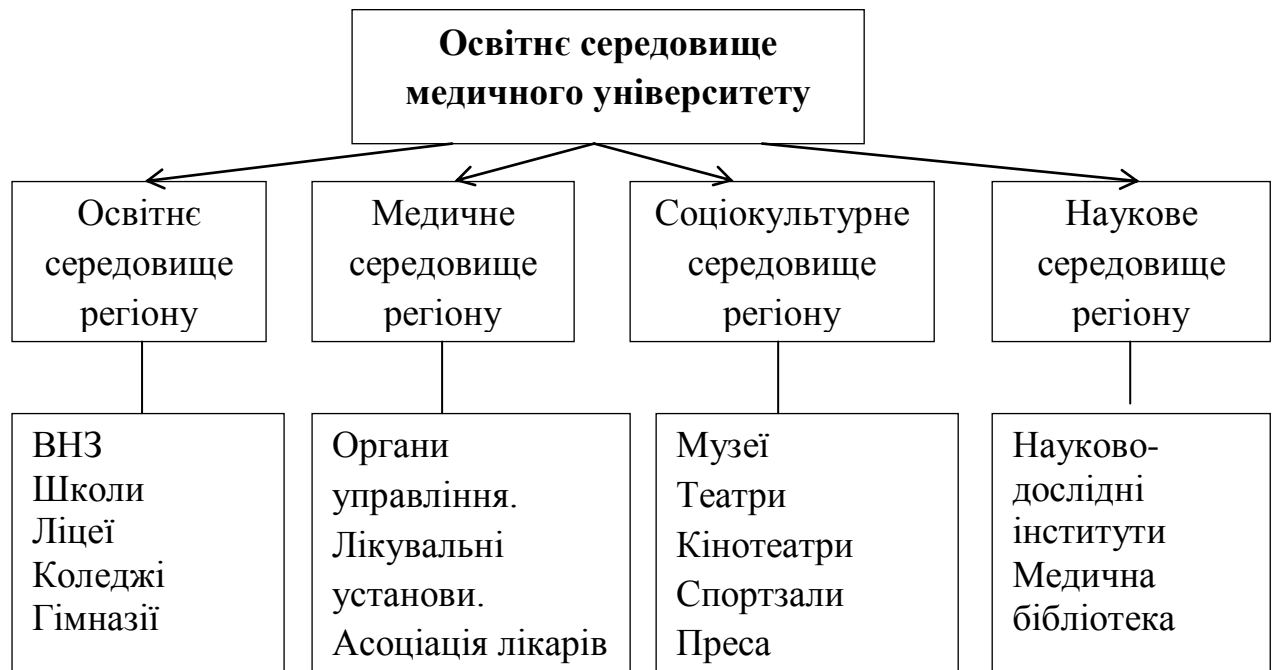 Освітнє середовище
медичного університету
Освітнє
середовище
регіону
Медичне
середовище
регіону
Соціокультурне
середовище
регіону
Наукове
середовище
регіону
ВНЗ
Школи
Ліцеї
Коледжі
Гімназії
Органи
управління.
Лікувальні
установи.
Асоціація лікарів
Музеї
Театри
Кінотеатри
Спортзали
Преса
Науково-
дослідні
інститути
Медична
бібліотека